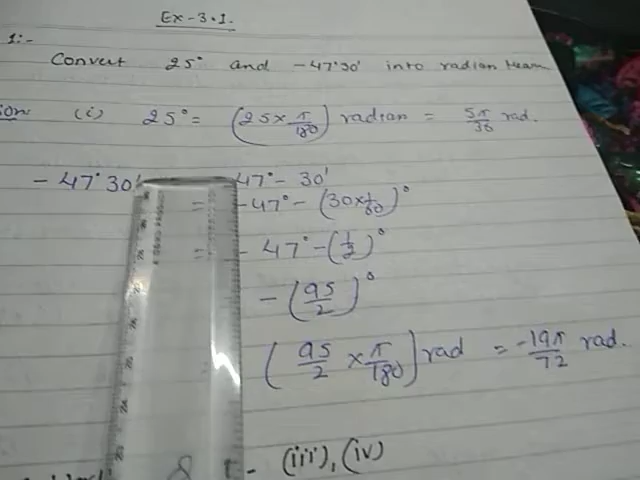 Ex-3.1.
1:-
Convert 25° and -47°30' into radian
(i) 25° = (25×π/180) radian = 5π/36 rad.
-47°30' 47°- 30'
= -47° - (30×1/60)°
= - 47° - (1/2)°
- (95/2)°
(95/2 × π/180) rad = -19π/72 rad.
(iii), (iv)